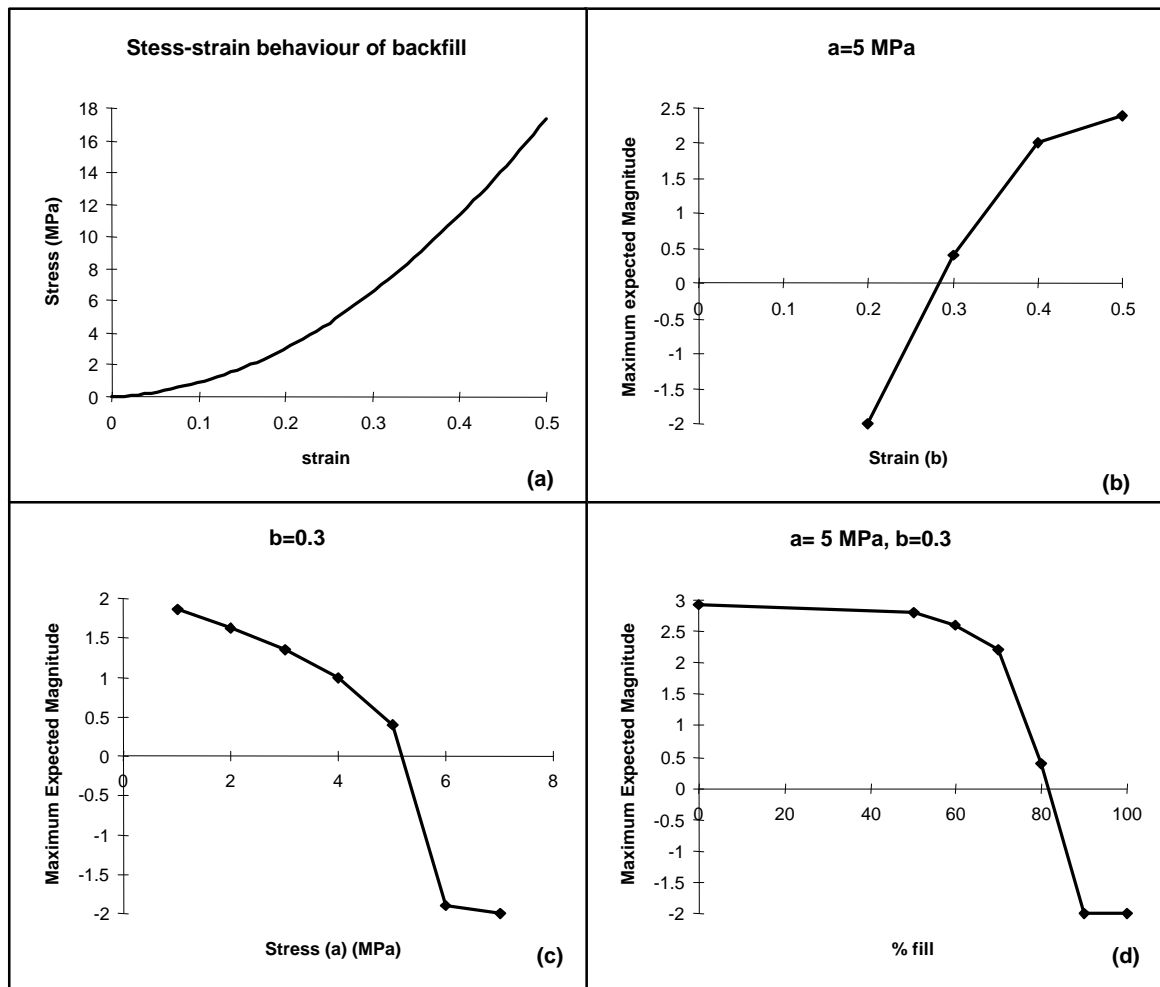 Stess-strain behaviour of backfill
Stress (MPa)
18
16
14
12
10
8
6
4
2
0
0 0.1 0.2 0.3 0.4 0.5
strain
(a)
a=5 MPa
Maximum expected Magnitude
2.5
2
1.5
1
0.5
0
-0.5
-1
-1.5
-2
0 0.1 0.2 0.3 0.4 0.5
Strain (b)
(b)
b=0.3
Maximum Expected Magnitude
2
1.5
1
0.5
0
-0.5
-1
-1.5
-2
0 2 4 6 8
Stress (a) (MPa)
(c)
a= 5 MPa, b=0.3
Maximum Expected Magnitude
3
2.5
2
1.5
1
0.5
0
-0.5
-1
-1.5
-2
0 20 40 60 80 100
% fill
(d)